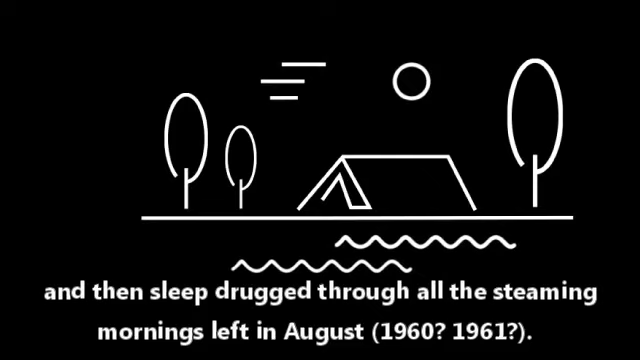 and then sleep drugged through all the steaming
mornings left in August (1960? 1961?).